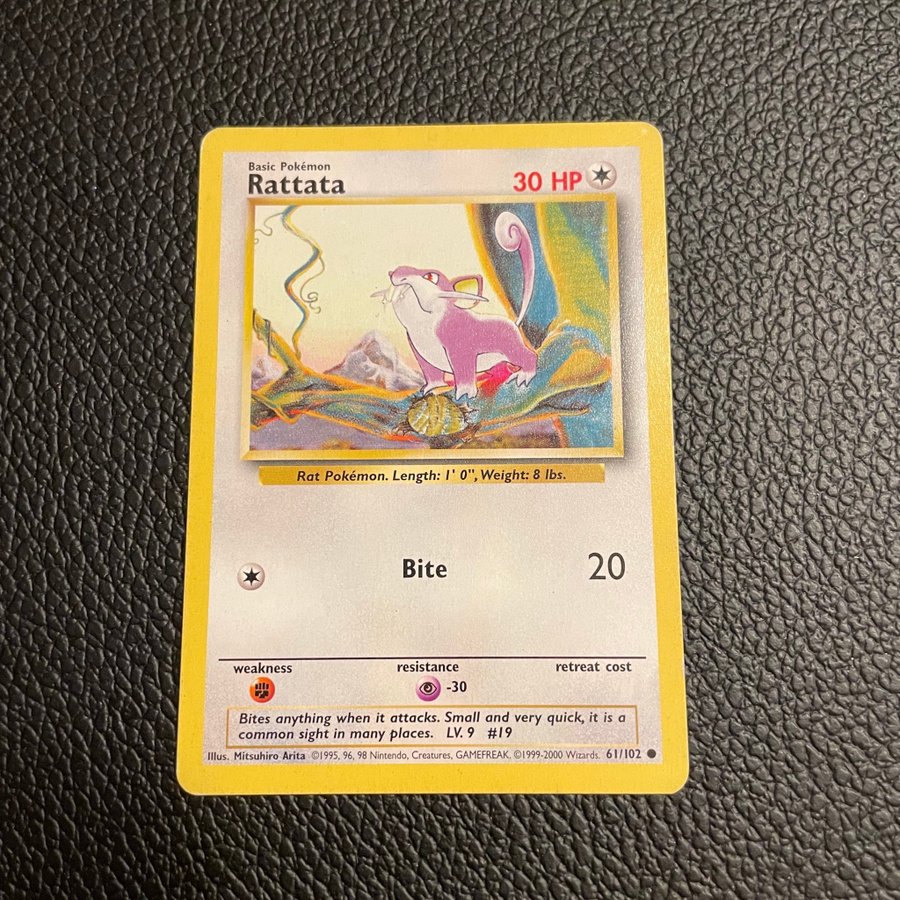 Basic Pokémon
Rattata 30 HP
Rat Pokémon. Length: 1' 0", Weight: 8 lbs.
Bite 20
weakness resistance retreat cost
-30
Bites anything when it attacks. Small and very quick, it is a
common sight in many places. LV. 9 #19
Illus. Mitsuhiro Arita ©1995, 96, 98 Nintendo, Creatures, GAMEFREAK. ©1999-2000 Wizards. 61/102